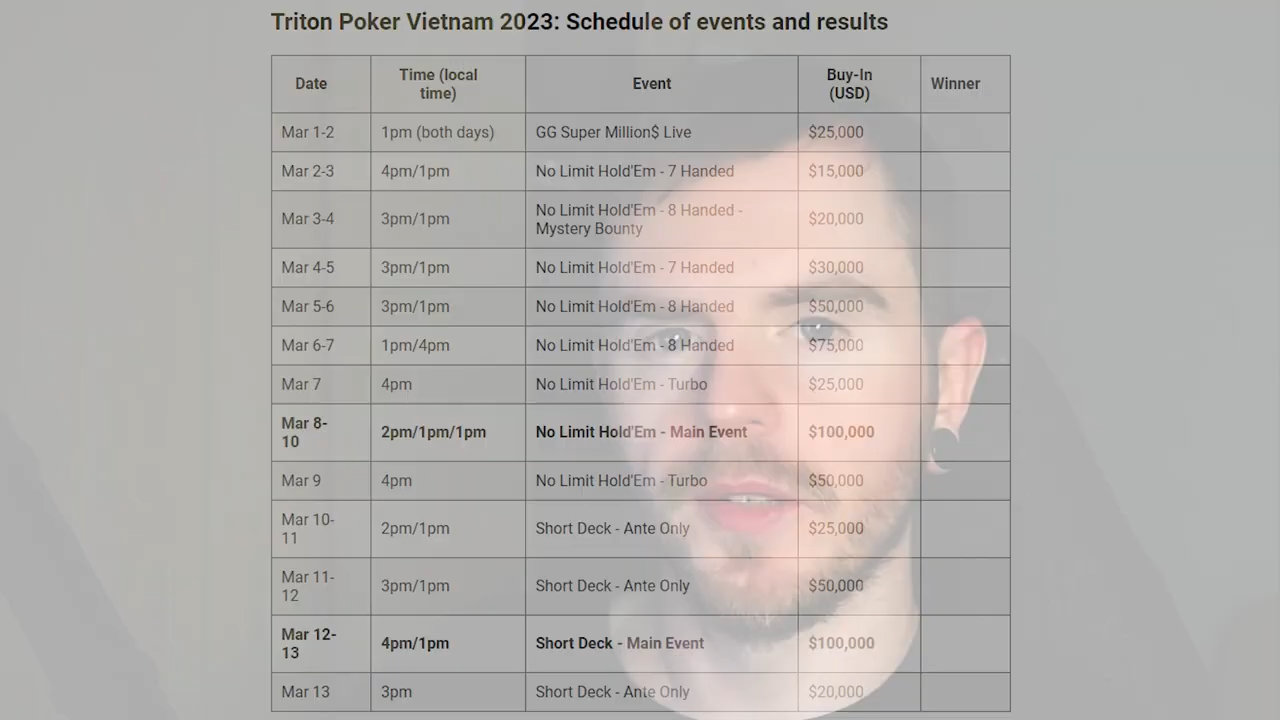 Triton Poker Vietnam 2023: Schedule of events and results
Date Time (local time) Event Buy-In (USD) Winner
Mar 1-2 1pm (both days) GG Super Million$ Live $25,000
Mar 2-3 4pm/1pm No Limit Hold'Em - 7 Handed $15,000
Mar 3-4 3pm/1pm No Limit Hold'Em - 8 Handed - Mystery Bounty $20,000
Mar 4-5 3pm/1pm No Limit Hold'Em - 7 Handed $30,000
Mar 5-6 3pm/1pm No Limit Hold'Em - 8 Handed $50,000
Mar 6-7 1pm/4pm No Limit Hold'Em - 8 Handed $75,000
Mar 7 4pm No Limit Hold'Em - Turbo $25,000
Mar 8-10 2pm/1pm/1pm No Limit Hold'Em - Main Event $100,000
Mar 9 4pm No Limit Hold'Em - Turbo $50,000
Mar 10-11 2pm/1pm Short Deck - Ante Only $25,000
Mar 11-12 3pm/1pm Short Deck - Ante Only $50,000
Mar 12-13 4pm/1pm Short Deck - Main Event $100,000
Mar 13 3pm Short Deck - Ante Only $20,000